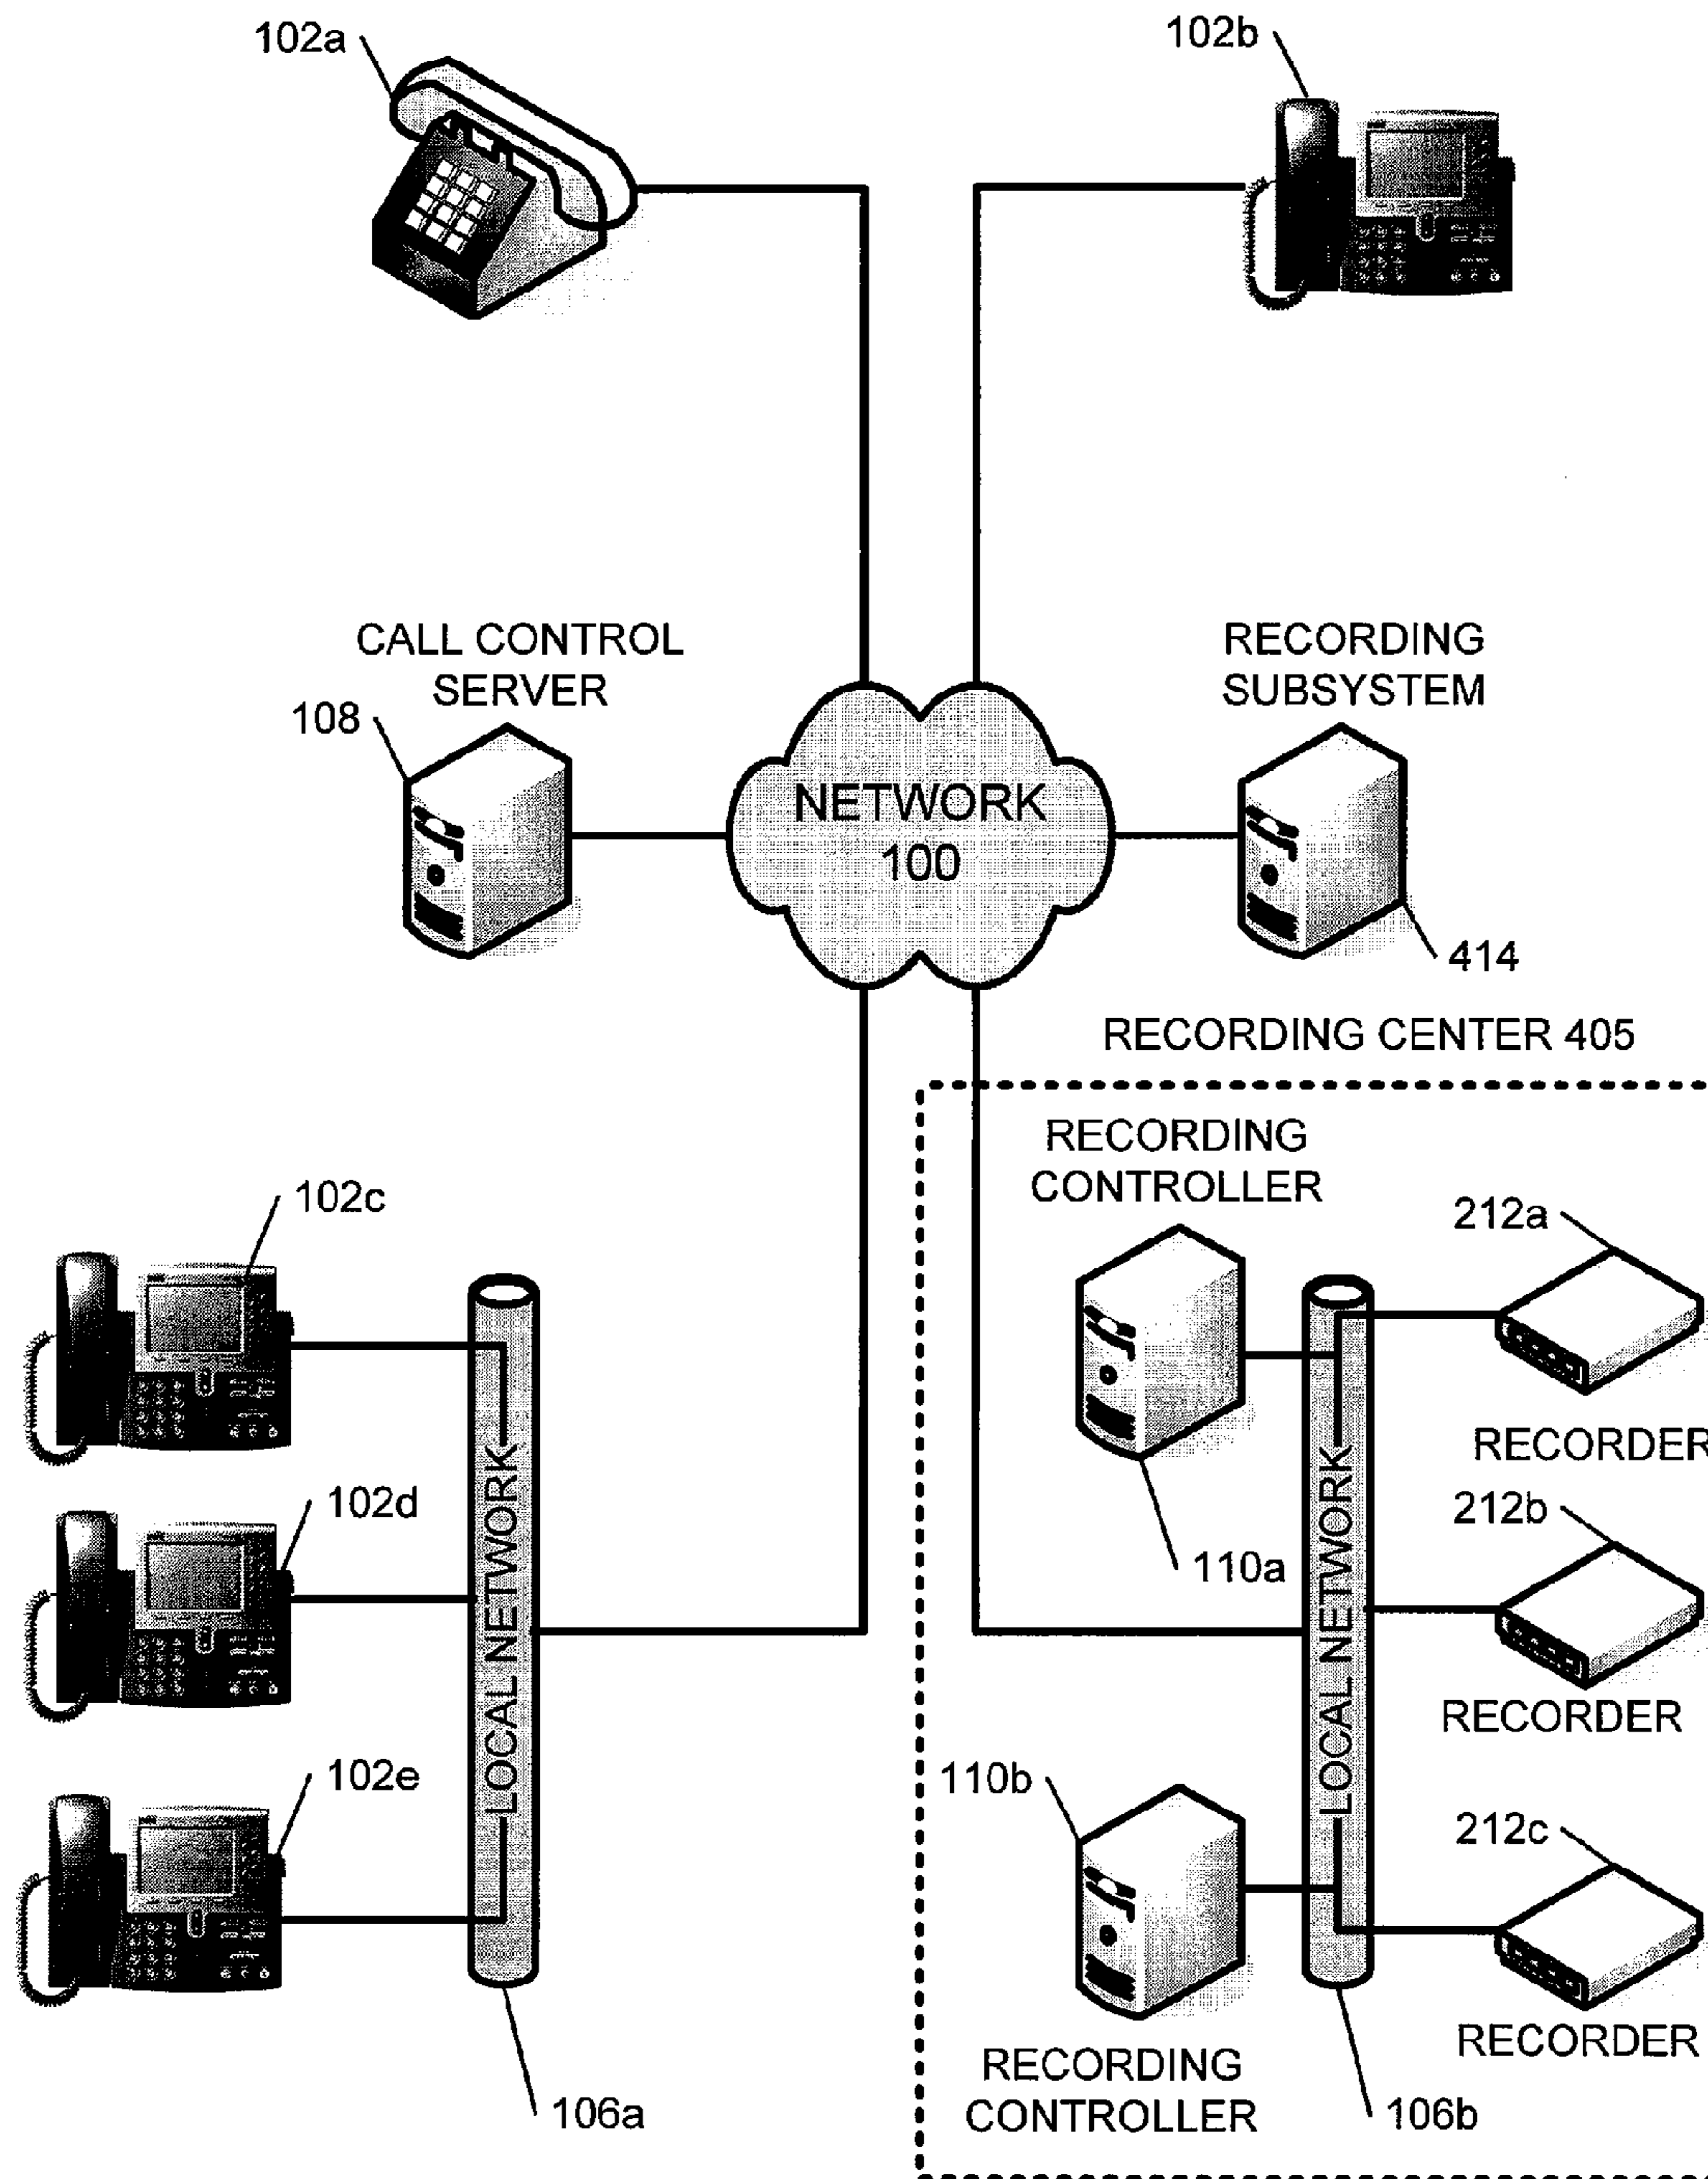 102a
102b
CALL CONTROL
SERVER
108
RECORDING
SUBSYSTEM
NETWORK
100
414
RECORDING CENTER 405
RECORDING
CONTROLLER
102c
212a
LOCAL NETWORK
LOCAL NETWORK
RECORDER
102d
212b
110a
RECORDER
102e
110b
212c
RECORDER
RECORDING
CONTROLLER
106a
106b